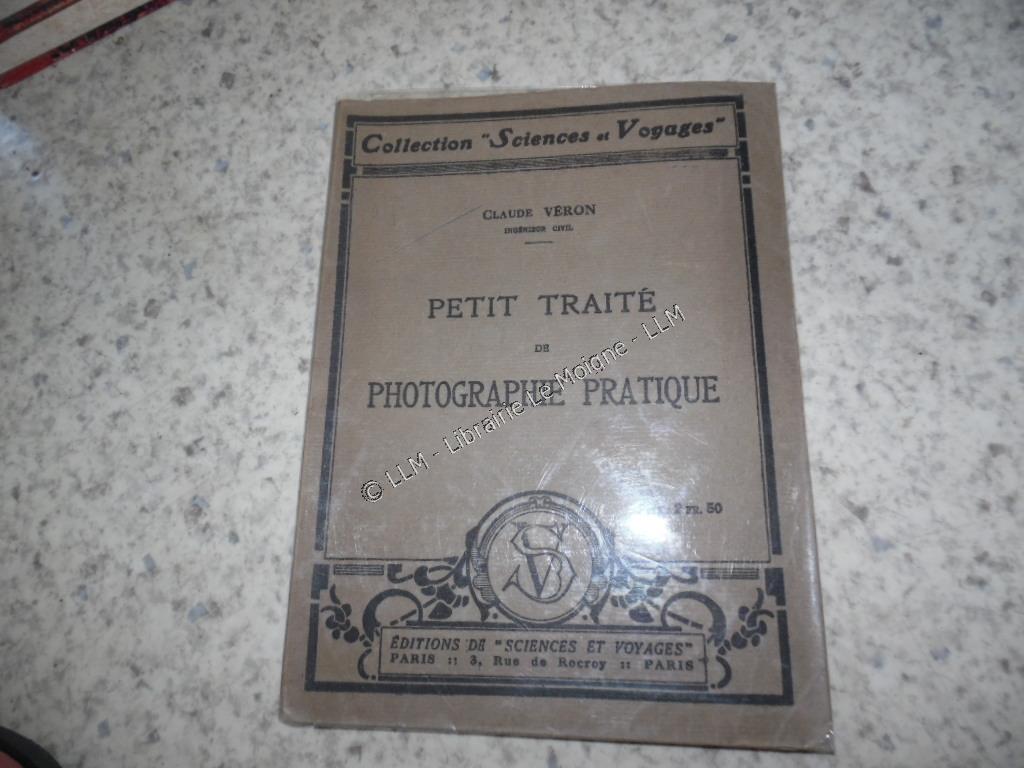 Collection "Sciences et Voyages"
CLAUDE VÉRON
INGÉNIEUR CIVIL
PETIT TRAITÉ
DE
PHOTOGRAPHIE PRATIQUE
© LLM - Librairie Le Moigne - LLM
2 FR. 50
SV
ÉDITIONS DE "SCIENCES ET VOYAGES"
PARIS :: 3, Rue de Rocroy :: PARIS